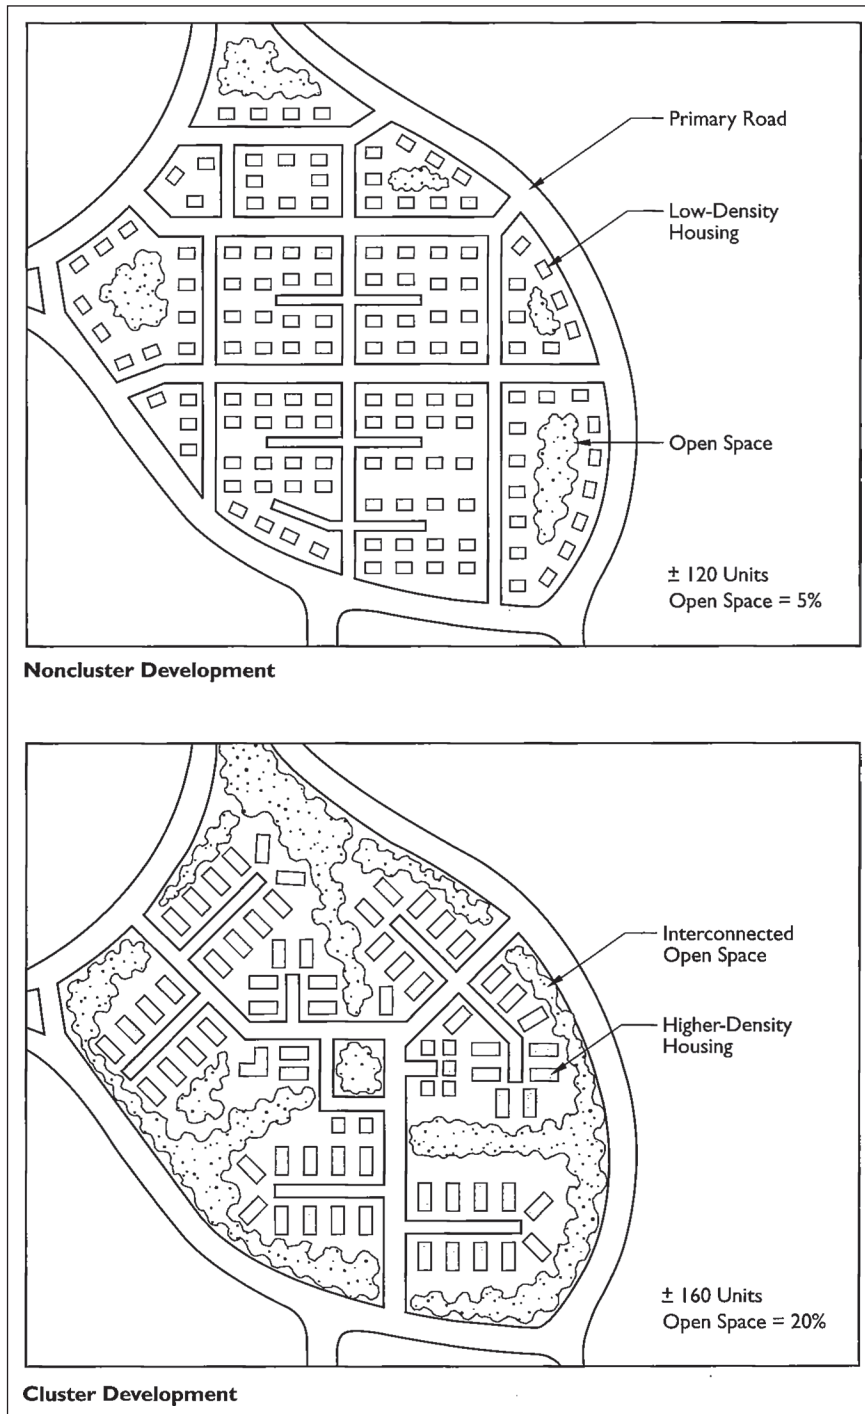 Primary Road
Low-Density
Housing
Open Space
± 120 Units
Open Space = 5%
Noncluster Development
Interconnected
Open Space
Higher-Density
Housing
± 160 Units
Open Space = 20%
Cluster Development